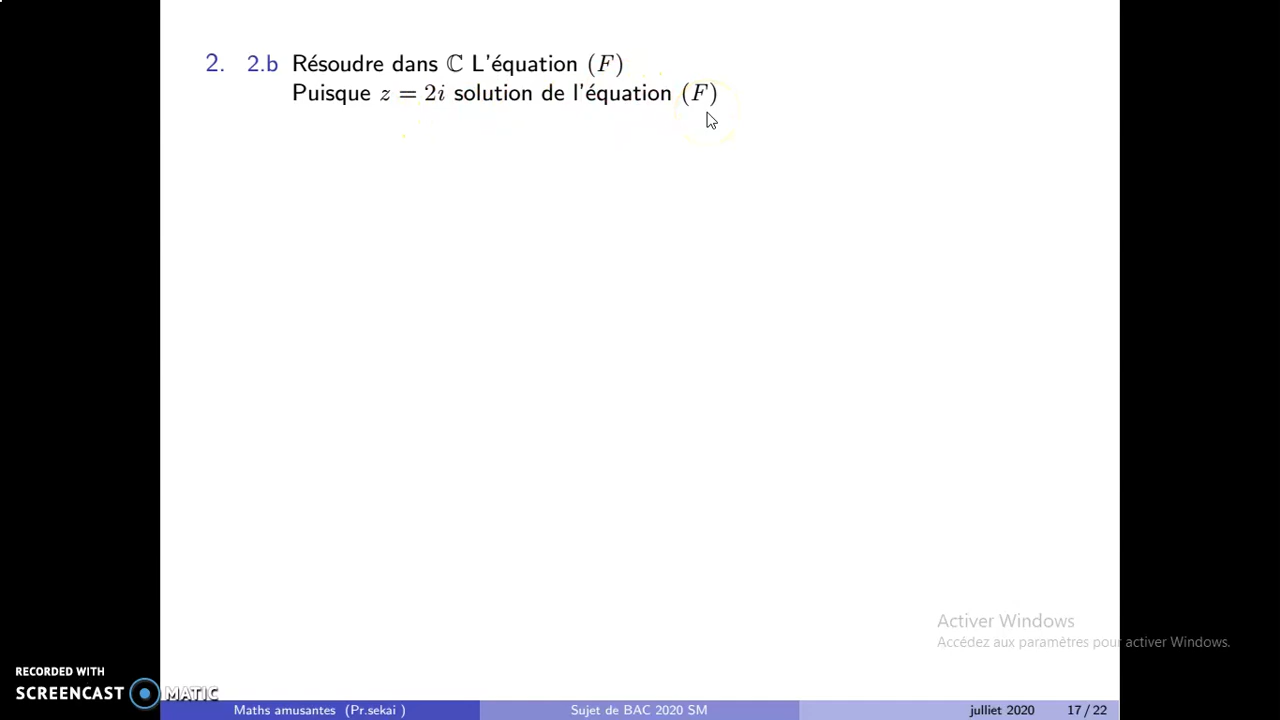 2. 2.b Résoudre dans ℂ L'équation (F)
Puisque z = 2i solution de l'équation (F)
Activer Windows
Accédez aux paramètres pour activer Windows.
RECORDED WITH
SCREENCAST MATIC
Maths amusantes (Pr.sekai ) Sujet de BAC 2020 SM julliet 2020 17 / 22